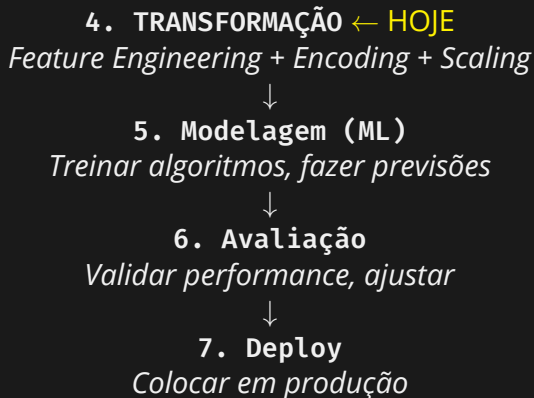 4. TRANSFORMAÇÃO ← HOJE
Feature Engineering + Encoding + Scaling
↓
5. Modelagem (ML)
Treinar algoritmos, fazer previsões
↓
6. Avaliação
Validar performance, ajustar
↓
7. Deploy
Colocar em produção